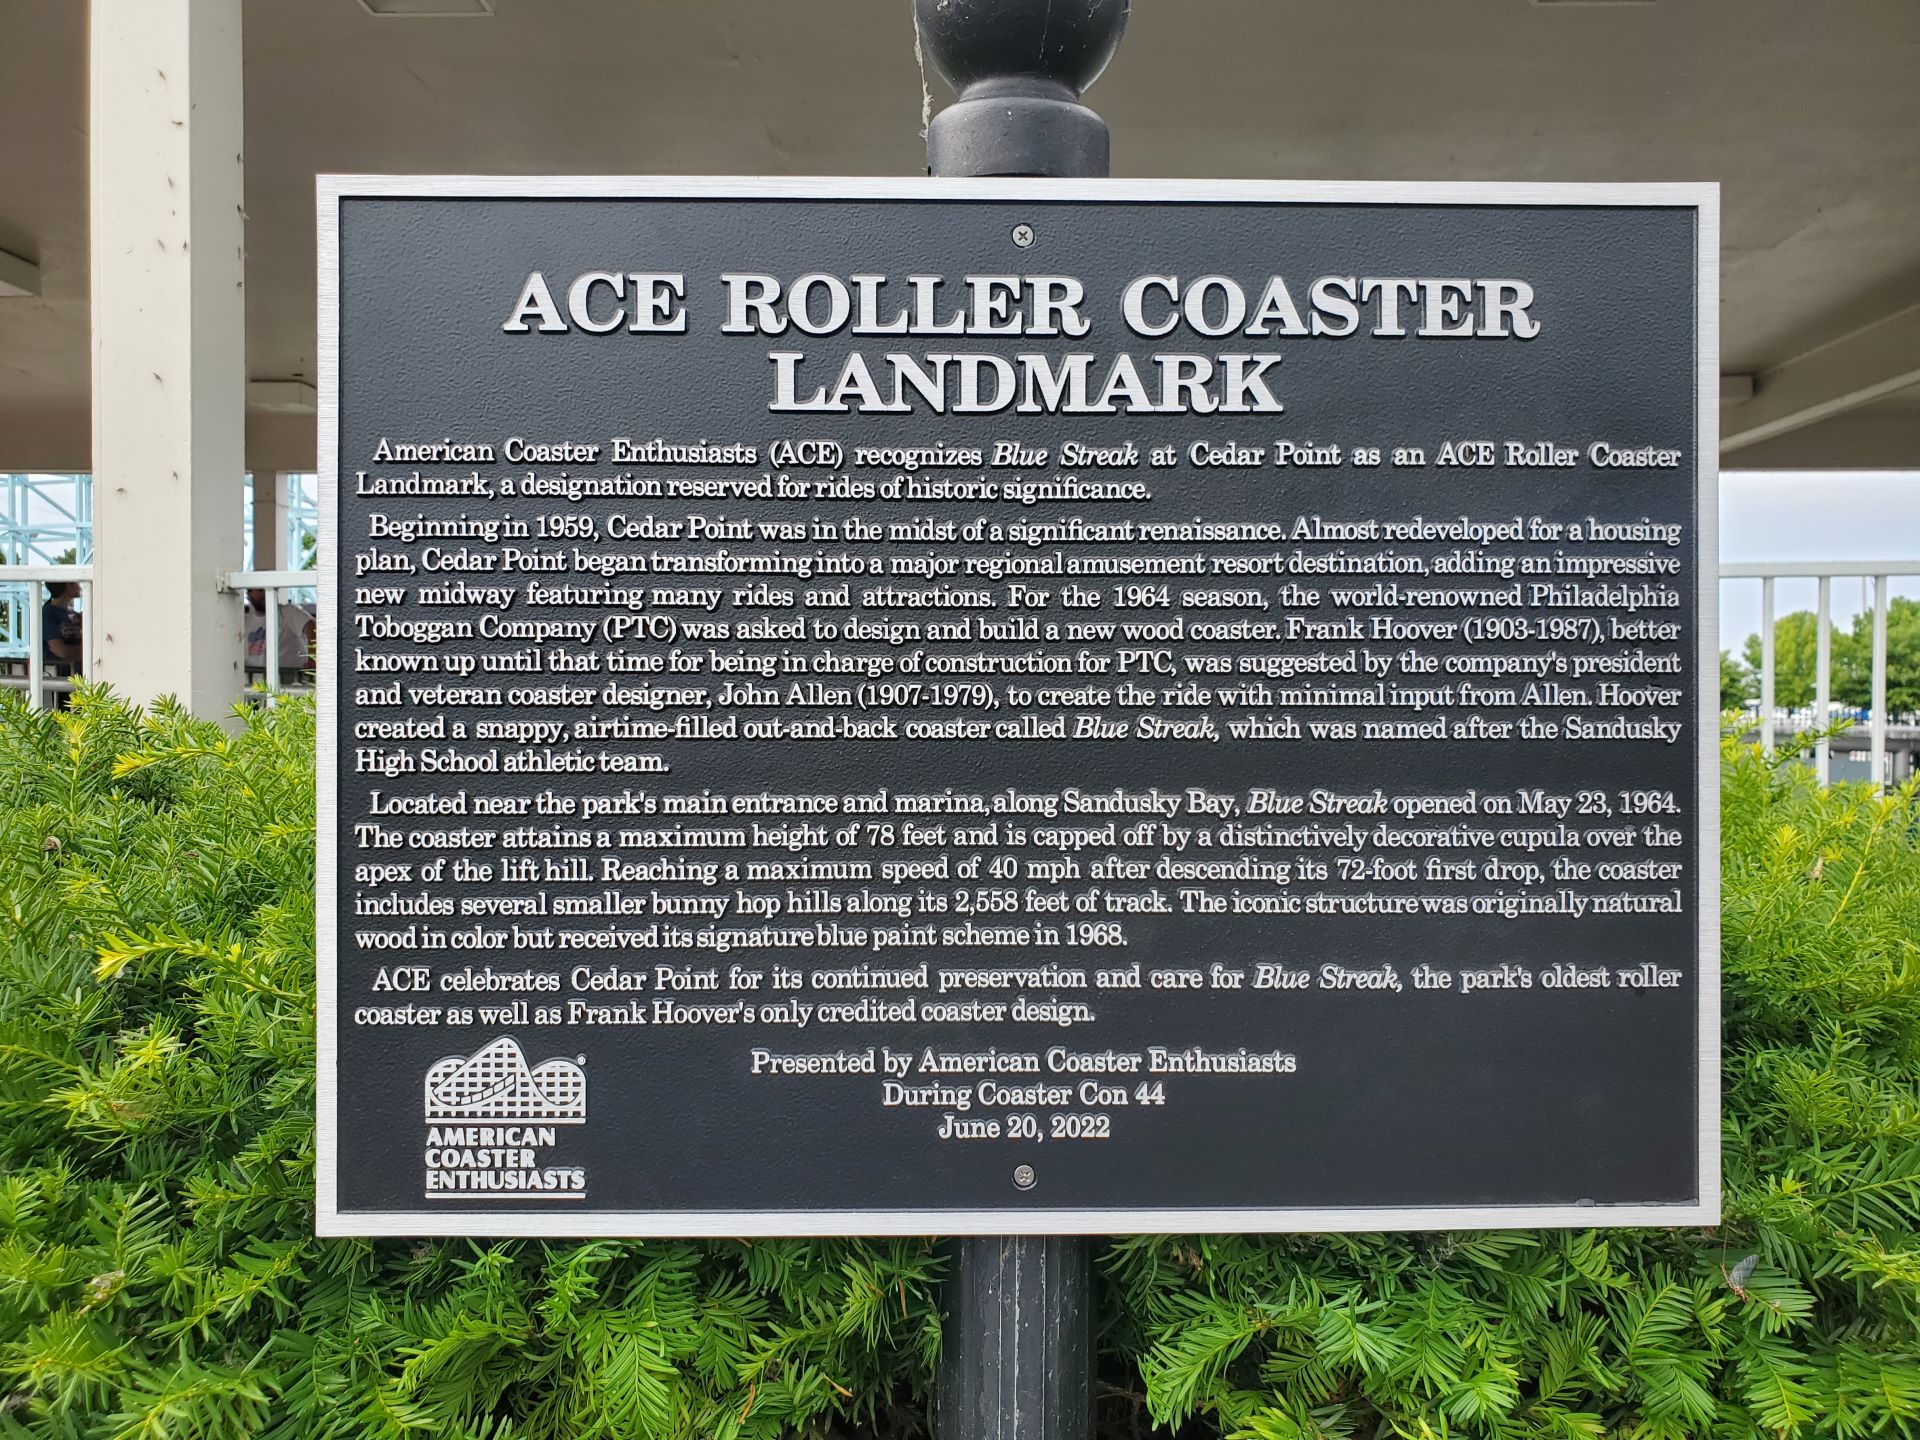 ACE ROLLER COASTER
LANDMARK
American Coaster Enthusiasts (ACE) recognizes Blue Streak at Cedar Point as an ACE Roller Coaster
Landmark, a designation reserved for rides of historic significance.
Beginning in 1959, Cedar Point was in the midst of a significant renaissance. Almost redeveloped for a housing
plan, Cedar Point began transforming into a major regional amusement resort destination, adding an impressive
new midway featuring many rides and attractions. For the 1964 season, the world-renowned Philadelphia
Toboggan Company (PTC) was asked to design and build a new wood coaster. Frank Hoover (1903-1987), better
known up until that time for being in charge of construction for PTC, was suggested by the company's president
and veteran coaster designer, John Allen (1907-1979), to create the ride with minimal input from Allen. Hoover
created a snappy, airtime-filled out-and-back coaster called Blue Streak, which was named after the Sandusky
High School athletic team.
Located near the park's main entrance and marina, along Sandusky Bay, Blue Streak opened on May 23, 1964.
The coaster attains a maximum height of 78 feet and is capped off by a distinctively decorative cupula over the
apex of the lift hill. Reaching a maximum speed of 40 mph after descending its 72-foot first drop, the coaster
includes several smaller bunny hop hills along its 2,558 feet of track. The iconic structure was originally natural
wood in color but received its signature blue paint scheme in 1968.
ACE celebrates Cedar Point for its continued preservation and care for Blue Streak, the park's oldest roller
coaster as well as Frank Hoover's only credited coaster design.
Presented by American Coaster Enthusiasts
During Coaster Con 44
June 20, 2022
®
AMERICAN
COASTER
ENTHUSIASTS